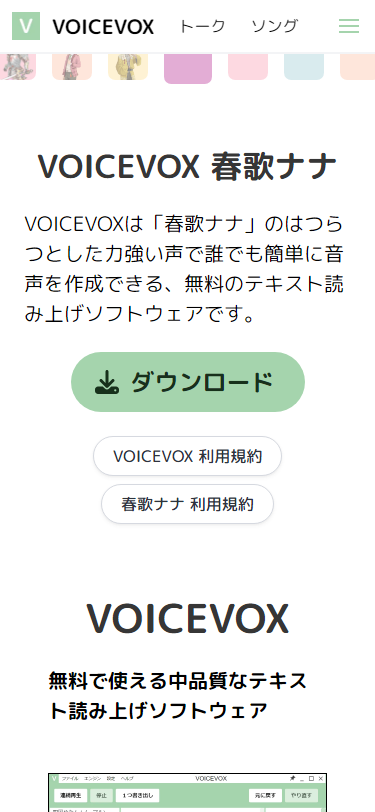 V VOICEVOX トーク ソング
VOICEVOX 春歌ナナ
VOICEVOXは「春歌ナナ」のはつら
つとした力強い声で誰でも簡単に音
声を作成できる、無料のテキスト読
み上げソフトウェアです。
ダウンロード
VOICEVOX 利用規約
春歌ナナ 利用規約
VOICEVOX
無料で使える中品質なテキス
ト読み上げソフトウェア
V ファイル エンジン 設定 ヘルプ VOICEVOX
連続再生 停止 1つ書き出し 元に戻す やり直す